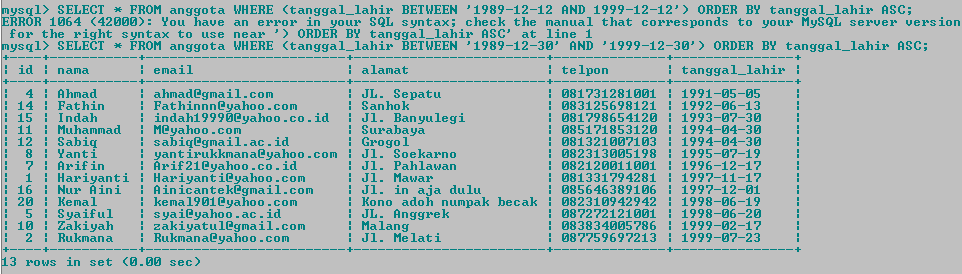 mysql> SELECT * FROM anggota WHERE (tanggal_lahir BETWEEN '1989-12-12 AND 1999-12-12') ORDER BY tanggal_lahir ASC;
ERROR 1064 (42000): You have an error in your SQL syntax; check the manual that corresponds to your MySQL server version
 for the right syntax to use near ') ORDER BY tanggal_lahir ASC' at line 1
mysql> SELECT * FROM anggota WHERE (tanggal_lahir BETWEEN '1989-12-30' AND '1999-12-30') ORDER BY tanggal_lahir ASC;
+----+-----------+-------------------------+------------------------+--------------+---------------+
| id | nama      | email                   | alamat                 | telpon       | tanggal_lahir |
+----+-----------+-------------------------+------------------------+--------------+---------------+
|  4 | Ahmad     | ahmad@gmail.com         | JL. Sepatu             | 081731281001 | 1991-05-05    |
| 14 | Fathin    | Fathinnn@yahoo.com      | Sanhok                 | 083125698121 | 1992-06-13    |
| 15 | Indah     | indah19990@yahoo.co.id  | Jl. Banyulegi          | 081798654120 | 1993-07-30    |
| 11 | Muhammad  | M@yahoo.com             | Surabaya               | 085171853120 | 1994-04-30    |
| 12 | Sabiq     | sabiq@gmail.ac.id       | Grogol                 | 081321007103 | 1994-04-30    |
|  8 | Yanti     | yantirukkmana@yahoo.com | Jl. Soekarno           | 082313005198 | 1995-07-19    |
|  7 | Arifin    | Arif21@yahoo.co.id      | JL. Pahlawan           | 082120011001 | 1996-12-17    |
|  1 | Hariyanti | Hariyanti@yahoo.com     | Jl. Mawar              | 081331794281 | 1997-11-17    |
| 16 | Nur Aini  | Ainicantek@gmail.com    | Jl. in aja dulu        | 085646389106 | 1997-12-01    |
| 20 | Kemal     | kemal901@yahoo.com      | Kono adoh numpak becak | 082310942942 | 1998-06-19    |
|  5 | Syaiful   | syai@yahoo.ac.id        | JL. Anggrek            | 087272121001 | 1998-06-20    |
| 10 | Zakiyah   | zakiyatul@gmail.com     | Malang                 | 083834005786 | 1999-02-17    |
|  2 | Rukmana   | Rukmana@yahoo.com       | Jl. Melati             | 087759697213 | 1999-07-23    |
+----+-----------+-------------------------+------------------------+--------------+---------------+
13 rows in set (0.00 sec)